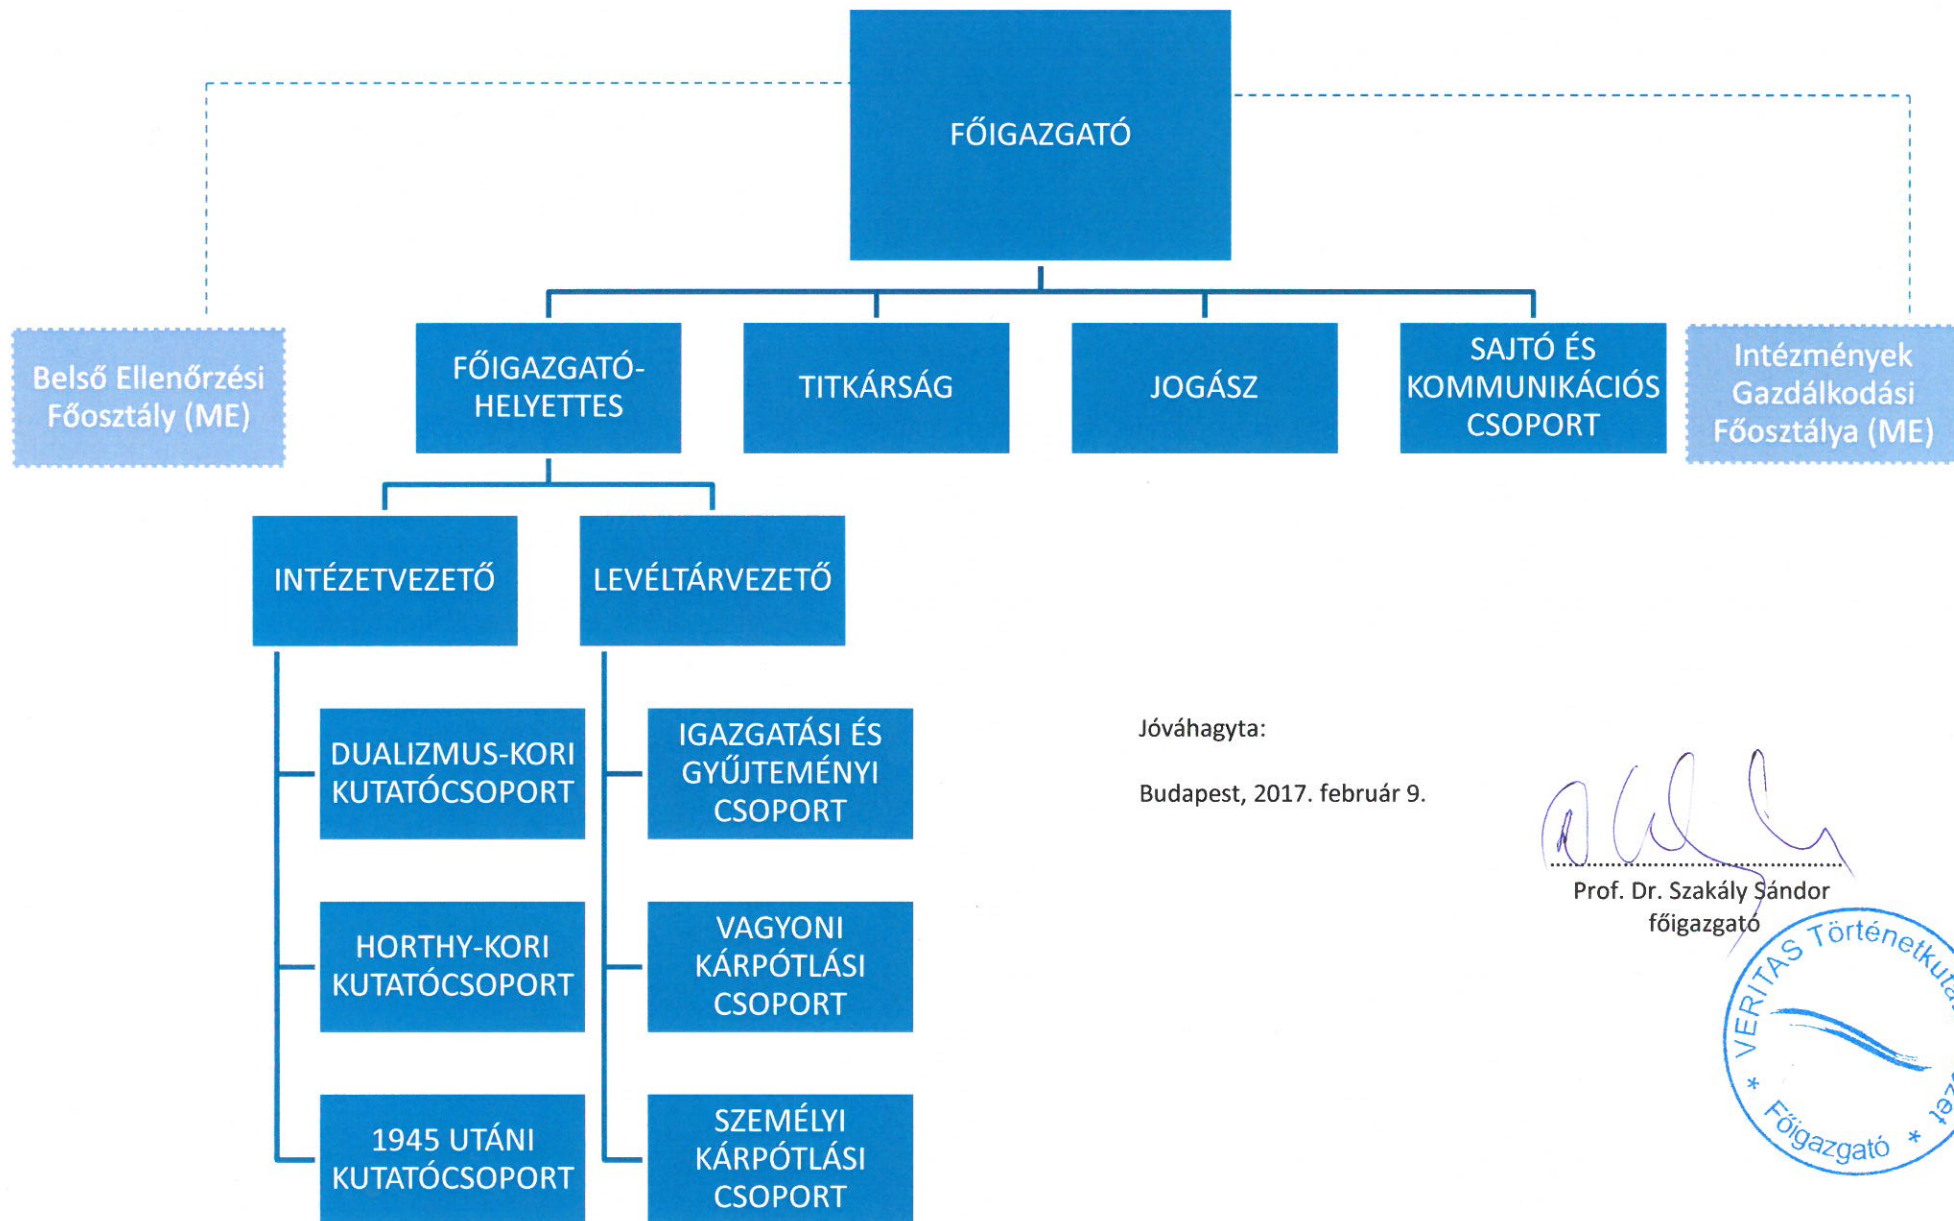 FŐIGAZGATÓ
Belső Ellenőrzési
Főosztály (ME)
FŐIGAZGATÓ-
HELYETTES
TITKÁRSÁG
JOGÁSZ
SAJTÓ ÉS
KOMMUNIKÁCIÓS
CSOPORT
Intézmények
Gazdálkodási
Főosztálya (ME)
INTÉZETVEZETŐ
LEVÉLTÁRVEZETŐ
DUALIZMUS-KORI
KUTATÓCSOPORT
HORTHY-KORI
KUTATÓCSOPORT
1945 UTÁNI
KUTATÓCSOPORT
IGAZGATÁSI ÉS
GYŰJTEMÉNYI
CSOPORT
VAGYONI
KÁRPÓTLÁSI
CSOPORT
SZEMÉLYI
KÁRPÓTLÁSI
CSOPORT
Jóváhagyta:
Budapest, 2017. február 9.
Prof. Dr. Szakály Sándor
főigazgató
* VERITAS
Főigazgató *